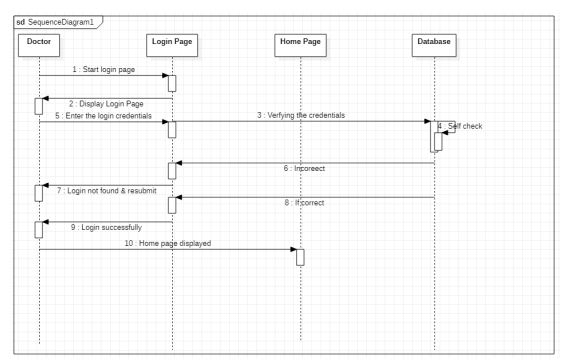 sd SequenceDiagram1
Doctor
Login Page
Home Page
Database
1 : Start login page
2 : Display Login Page
3 : Verfying the credentials
4 : Self check
5 : Enter the login credentials
6 : Incoreect
7 : Login not found & resubmit
8 : If correct
9 : Login successfully
10 : Home page displayed